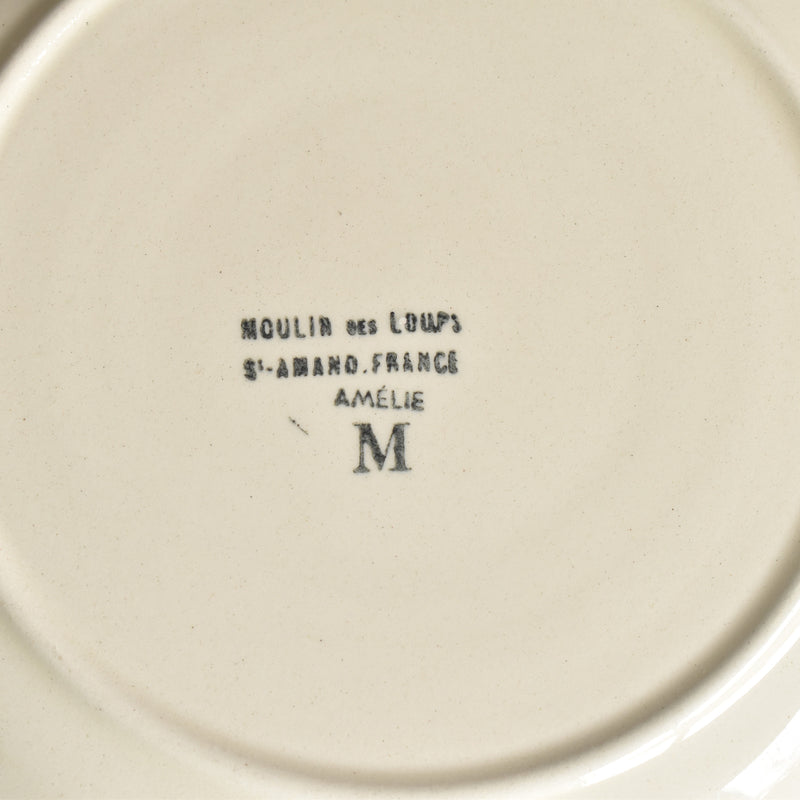 MOULIN DES LOUPS
St-AMAND.FRANCE
AMÉLIE
M